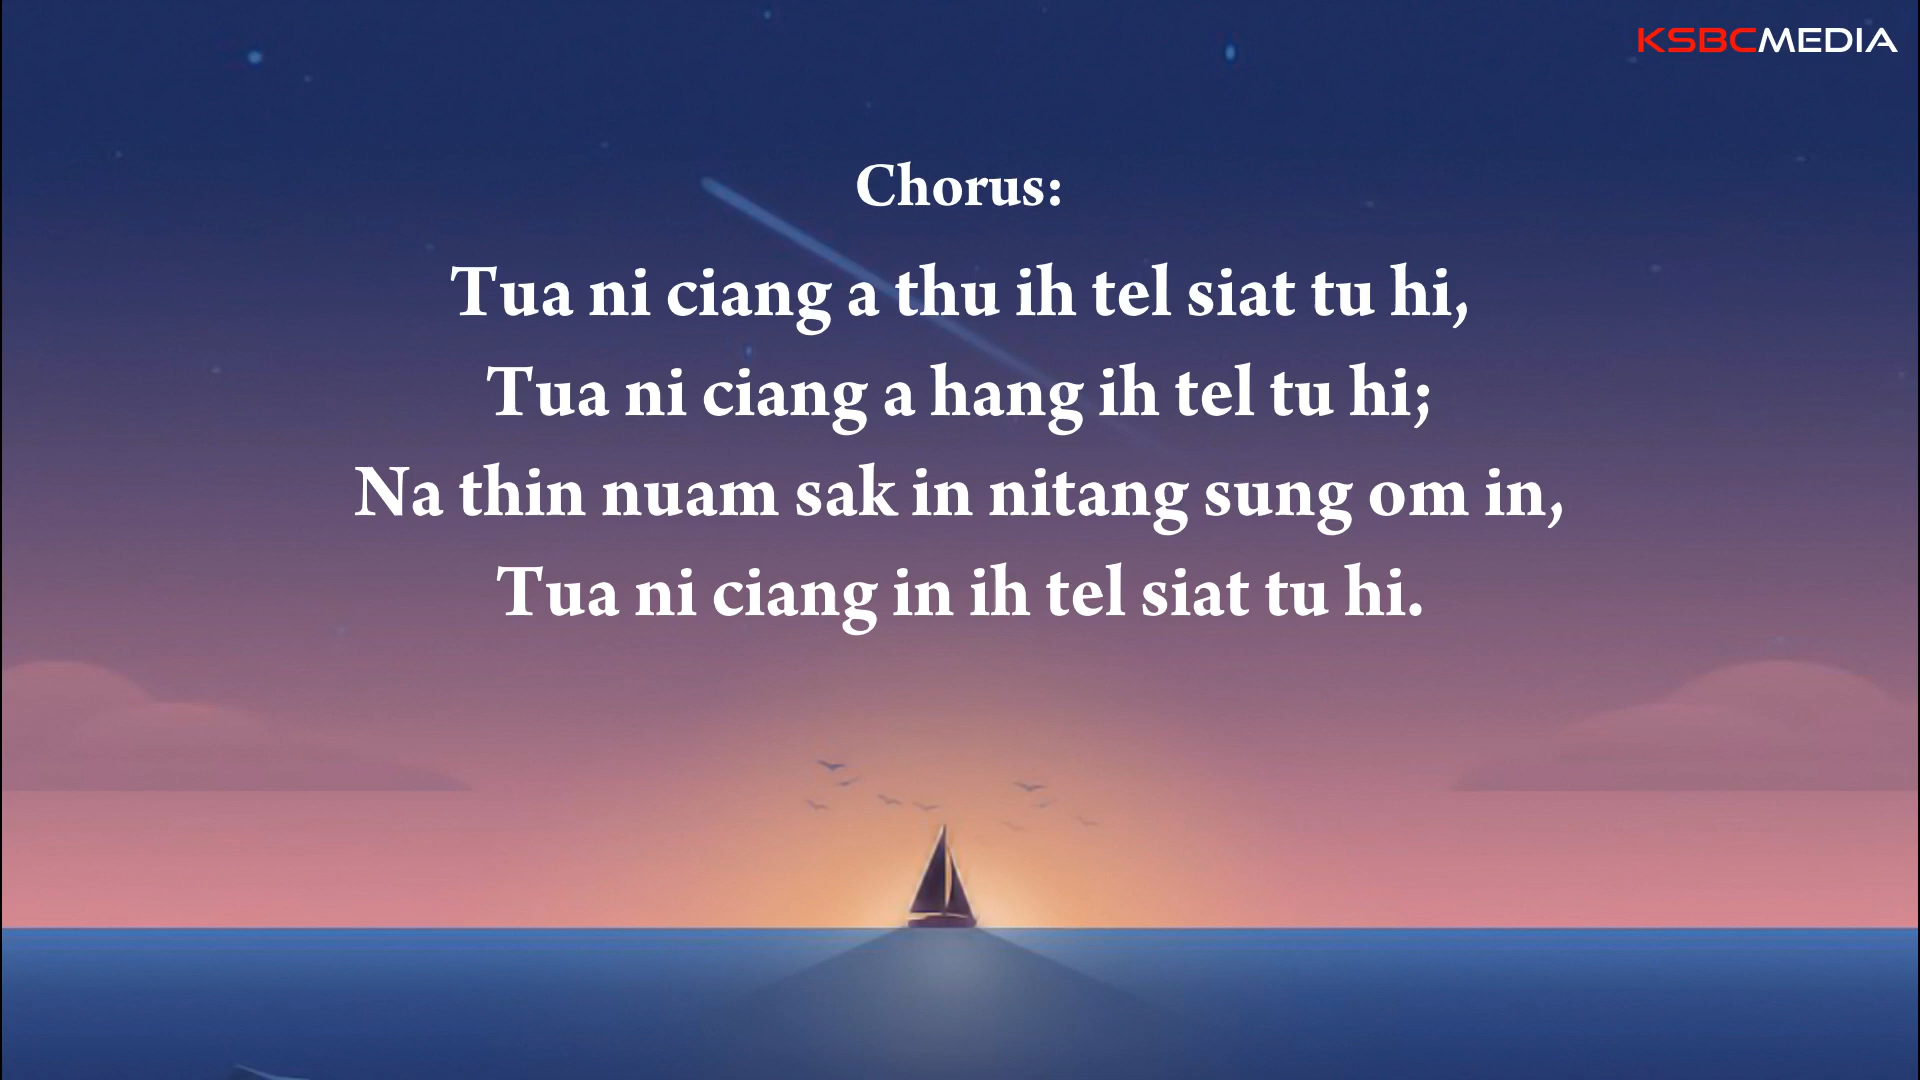 KSBCMEDIA
Chorus:
Tua ni ciang a thu ih tel siat tu hi,
Tua ni ciang a hang ih tel tu hi;
Na thin nuam sak in nitang sung om in,
Tua ni ciang in ih tel siat tu hi.